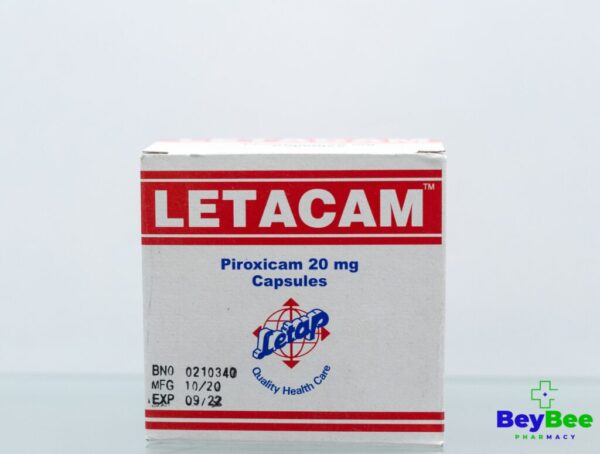 LETACAM™
Piroxicam 20 mg
Capsules
Letap
Quality Health Care
BNO 0210340
MFG 10/20
EXP 09/22
BeyBee
PHARMACY